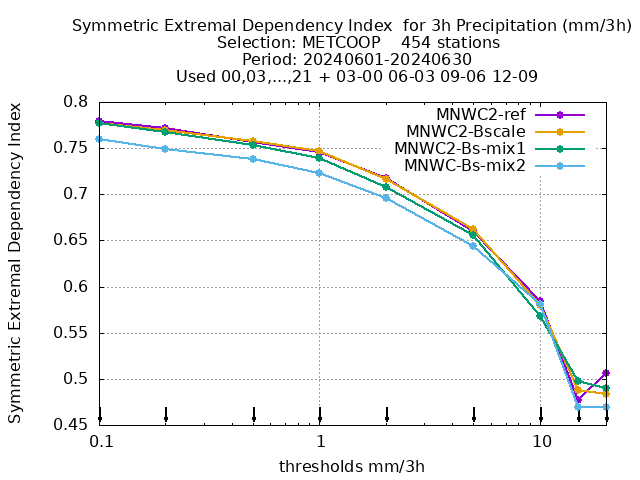 Symmetric Extremal Dependency Index  for 3h Precipitation (mm/3h)
Selection: METCOOP    454 stations
Period: 20240601-20240630
Used 00,03,...,21 + 03-00 06-03 09-06 12-09
Symmetric Extremal Dependency Index
0.8
0.75
0.7
0.65
0.6
0.55
0.5
0.45
MNWC2-ref
MNWC2-Bscale
MNWC2-Bs-mix1
MNWC-Bs-mix2
0.1
1
10
thresholds mm/3h